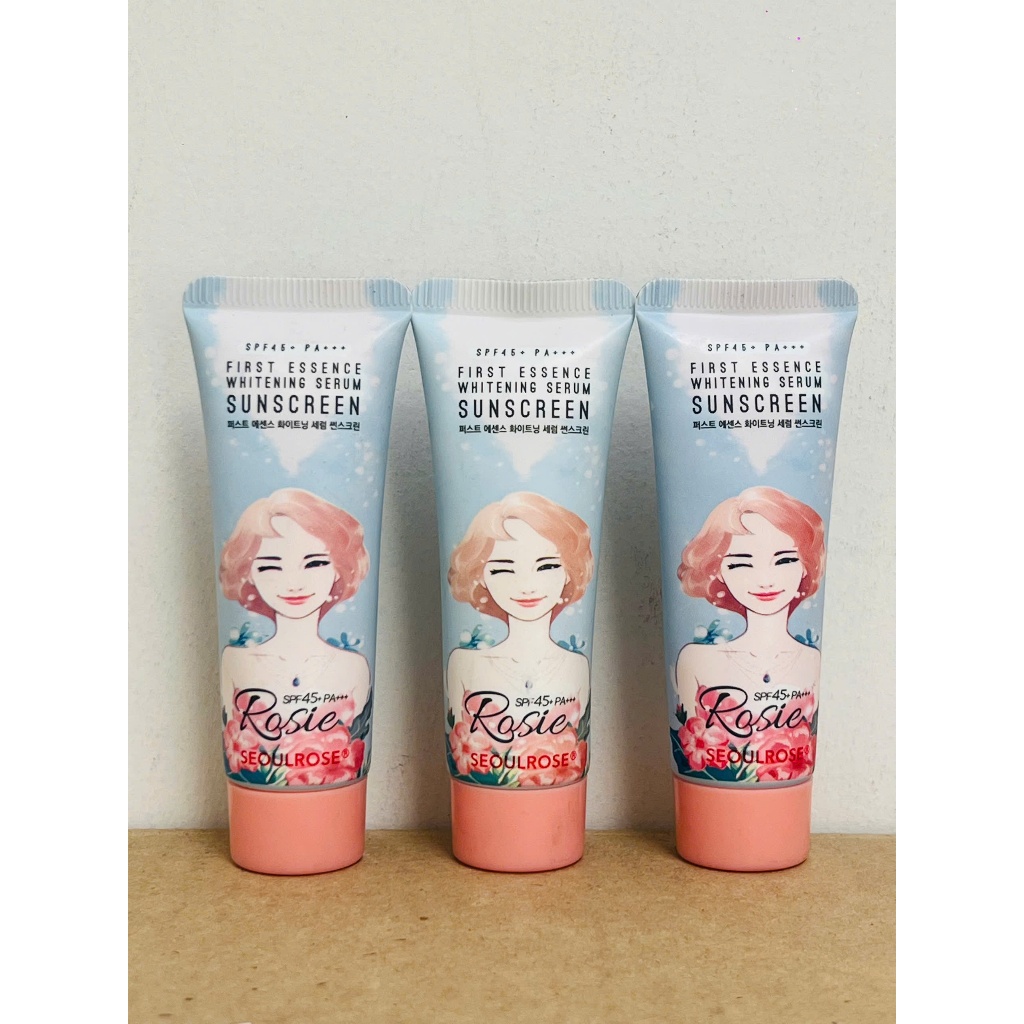 SPF45+ PA+++
FIRST ESSENCE
WHITENING SERUM
SUNSCREEN
퍼스트 에센스 화이트닝 세럼 썬스크린
SPF45+ PA+++
Rosie
SEOULROSE®
SPF45+ PA+++
FIRST ESSENCE
WHITENING SERUM
SUNSCREEN
퍼스트 에센스 화이트닝 세럼 썬스크린
SPF45+ PA+++
Rosie
SEOULROSE®
SPF45+ PA+++
FIRST ESSENCE
WHITENING SERUM
SUNSCREEN
퍼스트 에센스 화이트닝 세럼 썬스크린
SPF45+ PA+++
Rosie
SEOULROSE®